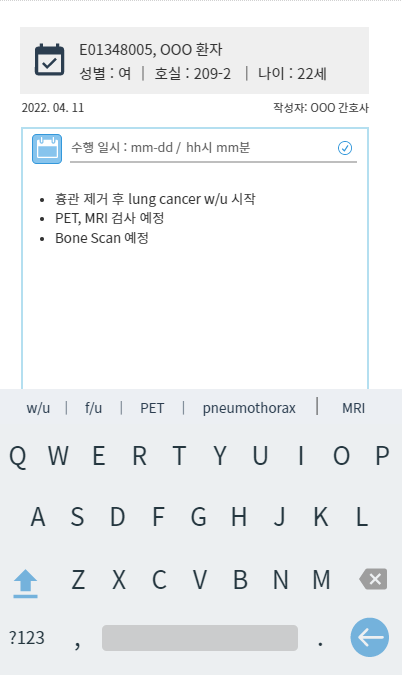 E01348005, OOO 환자
성별 : 여 | 호실 : 209-2 | 나이 : 22세
2022. 04. 11 작성자: OOO 간호사
수행 일시 : mm-dd / hh시 mm분
• 흉관 제거 후 lung cancer w/u 시작
• PET, MRI 검사 예정
• Bone Scan 예정
w/u | f/u | PET | pneumothorax | MRI
Q W E R T Y U I O P
A S D F G H J K L
Z X C V B N M
?123 , .